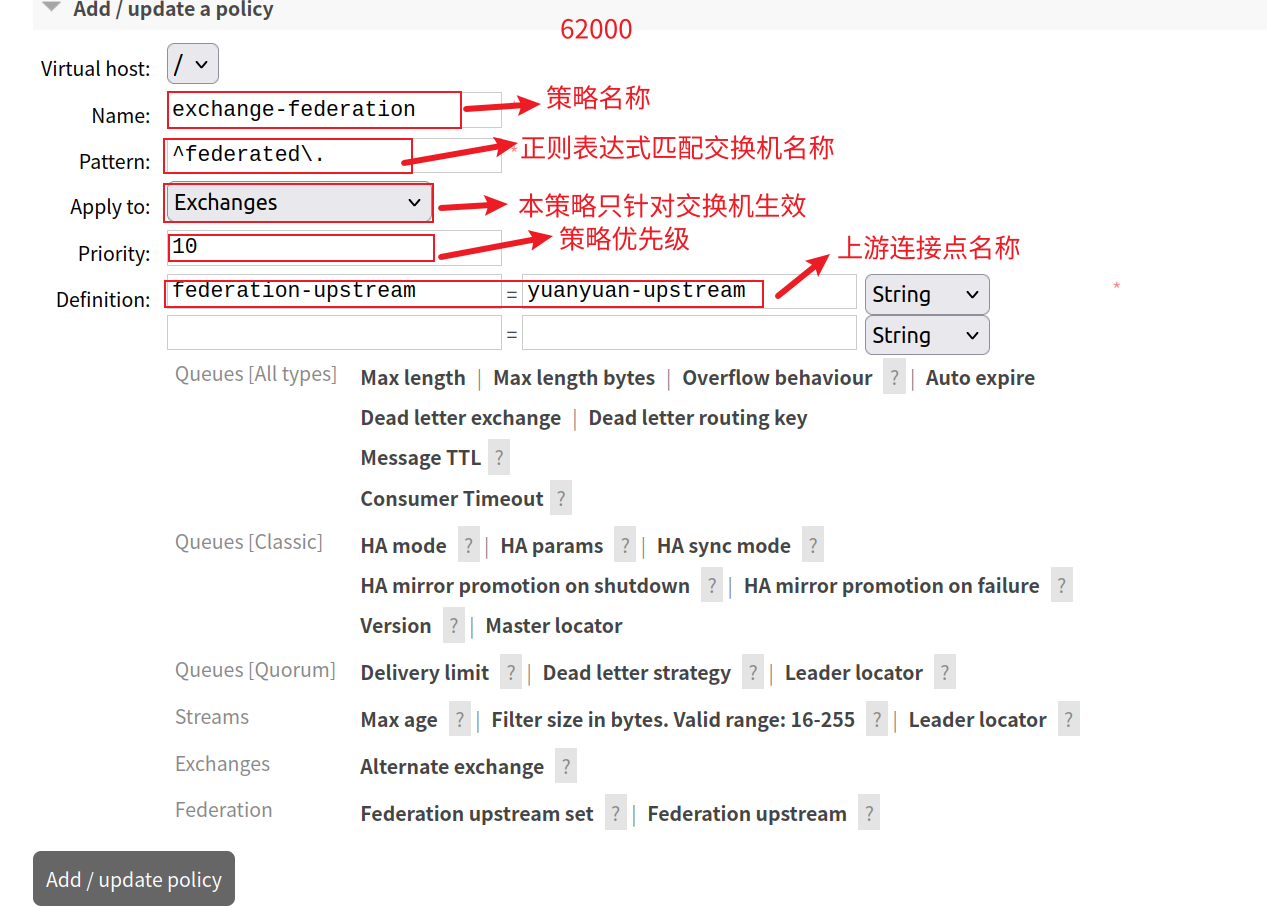 Add / update a policy
62000
Virtual host: /
Name: exchange-federation * 策略名称
Pattern: ^federated\. * 正则表达式匹配交换机名称
Apply to: Exchanges 本策略只针对交换机生效
Priority: 10 策略优先级
上游连接点名称
Definition: federation-upstream = yuanyuan-upstream String *
= String
Queues [All types] Max length | Max length bytes | Overflow behaviour ? | Auto expire
Dead letter exchange | Dead letter routing key
Message TTL ?
Consumer Timeout ?
Queues [Classic] HA mode ? | HA params ? | HA sync mode ?
HA mirror promotion on shutdown ? | HA mirror promotion on failure ?
Version ? | Master locator
Queues [Quorum] Delivery limit ? | Dead letter strategy ? | Leader locator ?
Streams Max age ? | Filter size in bytes. Valid range: 16-255 ? | Leader locator ?
Exchanges Alternate exchange ?
Federation Federation upstream set ? | Federation upstream ?
Add / update policy